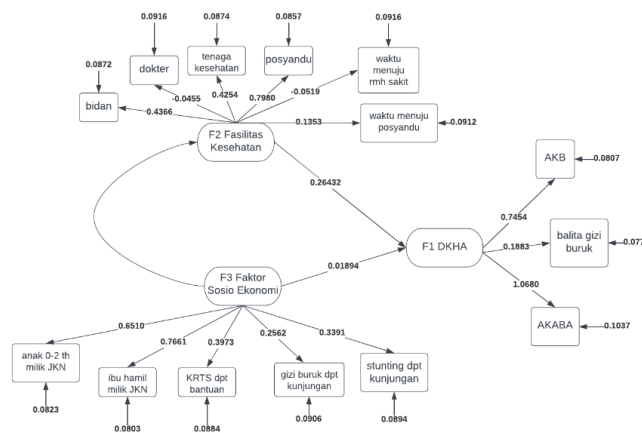 0.0916
0.0874
0.0857
0.0916
0.0872
dokter
tenaga
kesehatan
posyandu
waktu
menuju
rmh sakit
bidan
-0.0455
0.4254
0.7980
-0.0519
0.4366
0.1353
waktu menuju
posyandu
0.0912
F2 Fasilitas
Kesehatan
AKB
0.0807
0.26432
0.7454
F1 DKHA
0.1883
balita gizi
buruk
0.077
0.01894
F3 Faktor
Sosio Ekonomi
1.0680
AKABA
0.1037
0.6510
0.7661
0.3973
0.2562
0.3391
anak 0-2 th
milik JKN
ibu hamil
milik JKN
KRTS dpt
bantuan
gizi buruk dpt
kunjungan
stunting dpt
kunjungan
0.0823
0.0803
0.0884
0.0906
0.0894